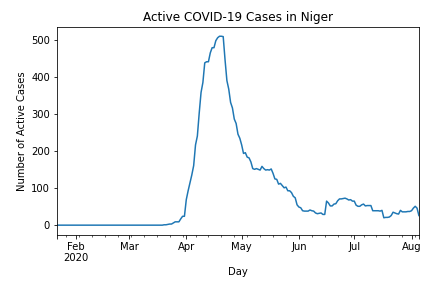 Active COVID-19 Cases in Niger
Number of Active Cases
500
400
300
200
100
0
Feb Mar Apr May Jun Jul Aug
2020
Day